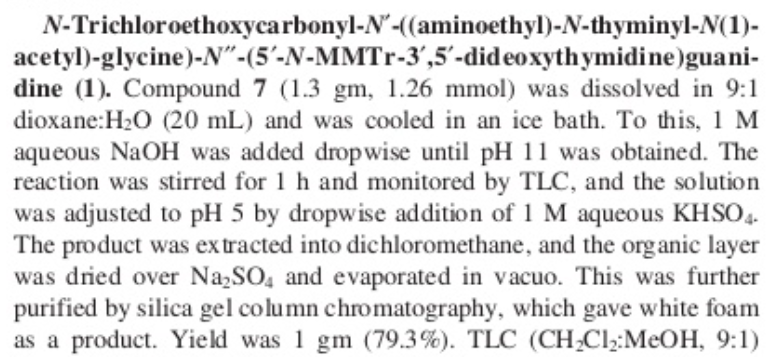 N-Trichloroethoxycarbonyl-N′-((aminoethyl)-N-thyminyl-N(1)-
acetyl)-glycine)-N″-(5′-N-MMTr-3′,5′-dideoxythymidine)guani-
dine (1). Compound 7 (1.3 gm, 1.26 mmol) was dissolved in 9:1
dioxane:H₂O (20 mL) and was cooled in an ice bath. To this, 1 M
aqueous NaOH was added dropwise until pH 11 was obtained. The
reaction was stirred for 1 h and monitored by TLC, and the solution
was adjusted to pH 5 by dropwise addition of 1 M aqueous KHSO₄.
The product was extracted into dichloromethane, and the organic layer
was dried over Na₂SO₄ and evaporated in vacuo. This was further
purified by silica gel column chromatography, which gave white foam
as a product. Yield was 1 gm (79.3%). TLC (CH₂Cl₂:MeOH, 9:1)